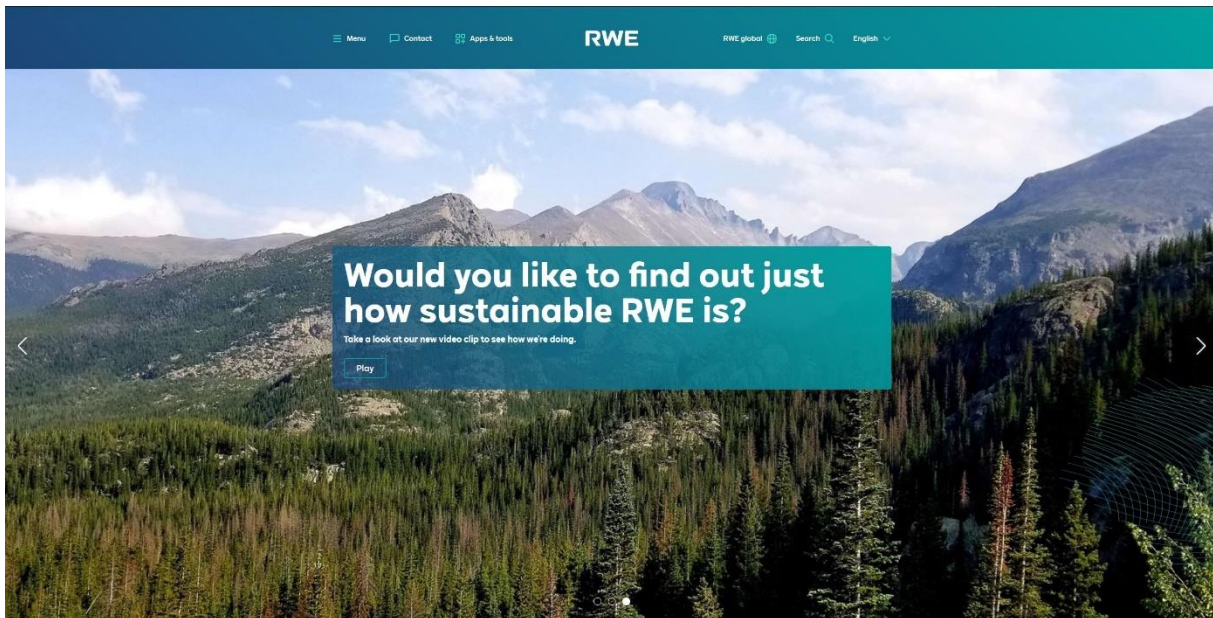 Menu
Contact
Apps & tools
RWE
RWE global
Search
English
Would you like to find out just
how sustainable RWE is?
Take a look at our new video clip to see how we're doing.
Play